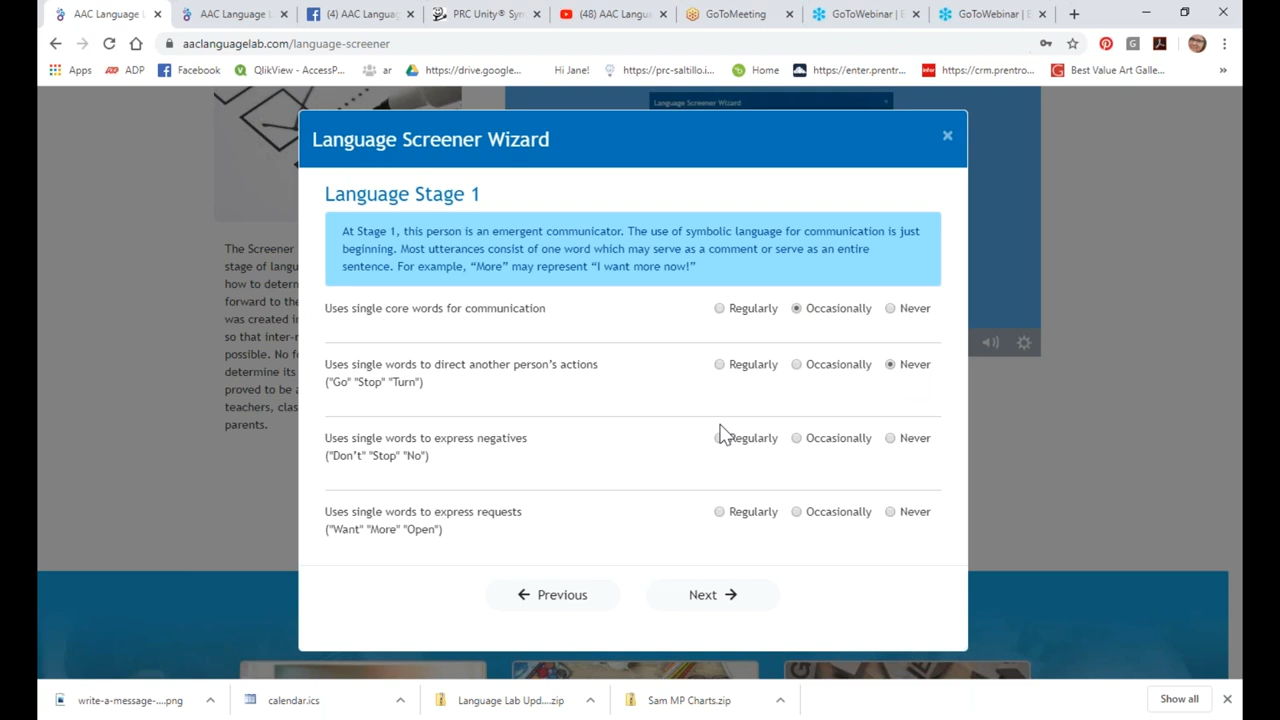 AAC Language L
AAC Language L
(4) AAC Languag
PRC Unity® Sym
(48) AAC Langu
GoToMeeting
GoToWebinar | E
GoToWebinar | E
aaclanguagelab.com/language-screener
Apps
ADP
Facebook
QlikView - AccessP...
ar
https://drive.google...
Hi Jane!
https://prc-saltillo.i...
Home
https://enter.prentr...
https://crm.prentro...
Best Value Art Galle...
Language Screener Wizard
Language Screener Wizard
Language Stage 1
At Stage 1, this person is an emergent communicator. The use of symbolic language for communication is just
beginning. Most utterances consist of one word which may serve as a comment or serve as an entire
sentence. For example, “More” may represent “I want more now!”
The Screener
stage of langu
how to detern
forward to the
was created in
so that inter-r
possible. No f
determine its
proved to be a
teachers, clas
parents.
Uses single core words for communication Regularly Occasionally Never
Uses single words to direct another person’s actions Regularly Occasionally Never
("Go" "Stop" "Turn")
Uses single words to express negatives Regularly Occasionally Never
("Don’t" "Stop" "No")
Uses single words to express requests Regularly Occasionally Never
("Want" "More" "Open")
Previous Next
write-a-message-....png
calendar.ics
Language Lab Upd....zip
Sam MP Charts.zip
Show all